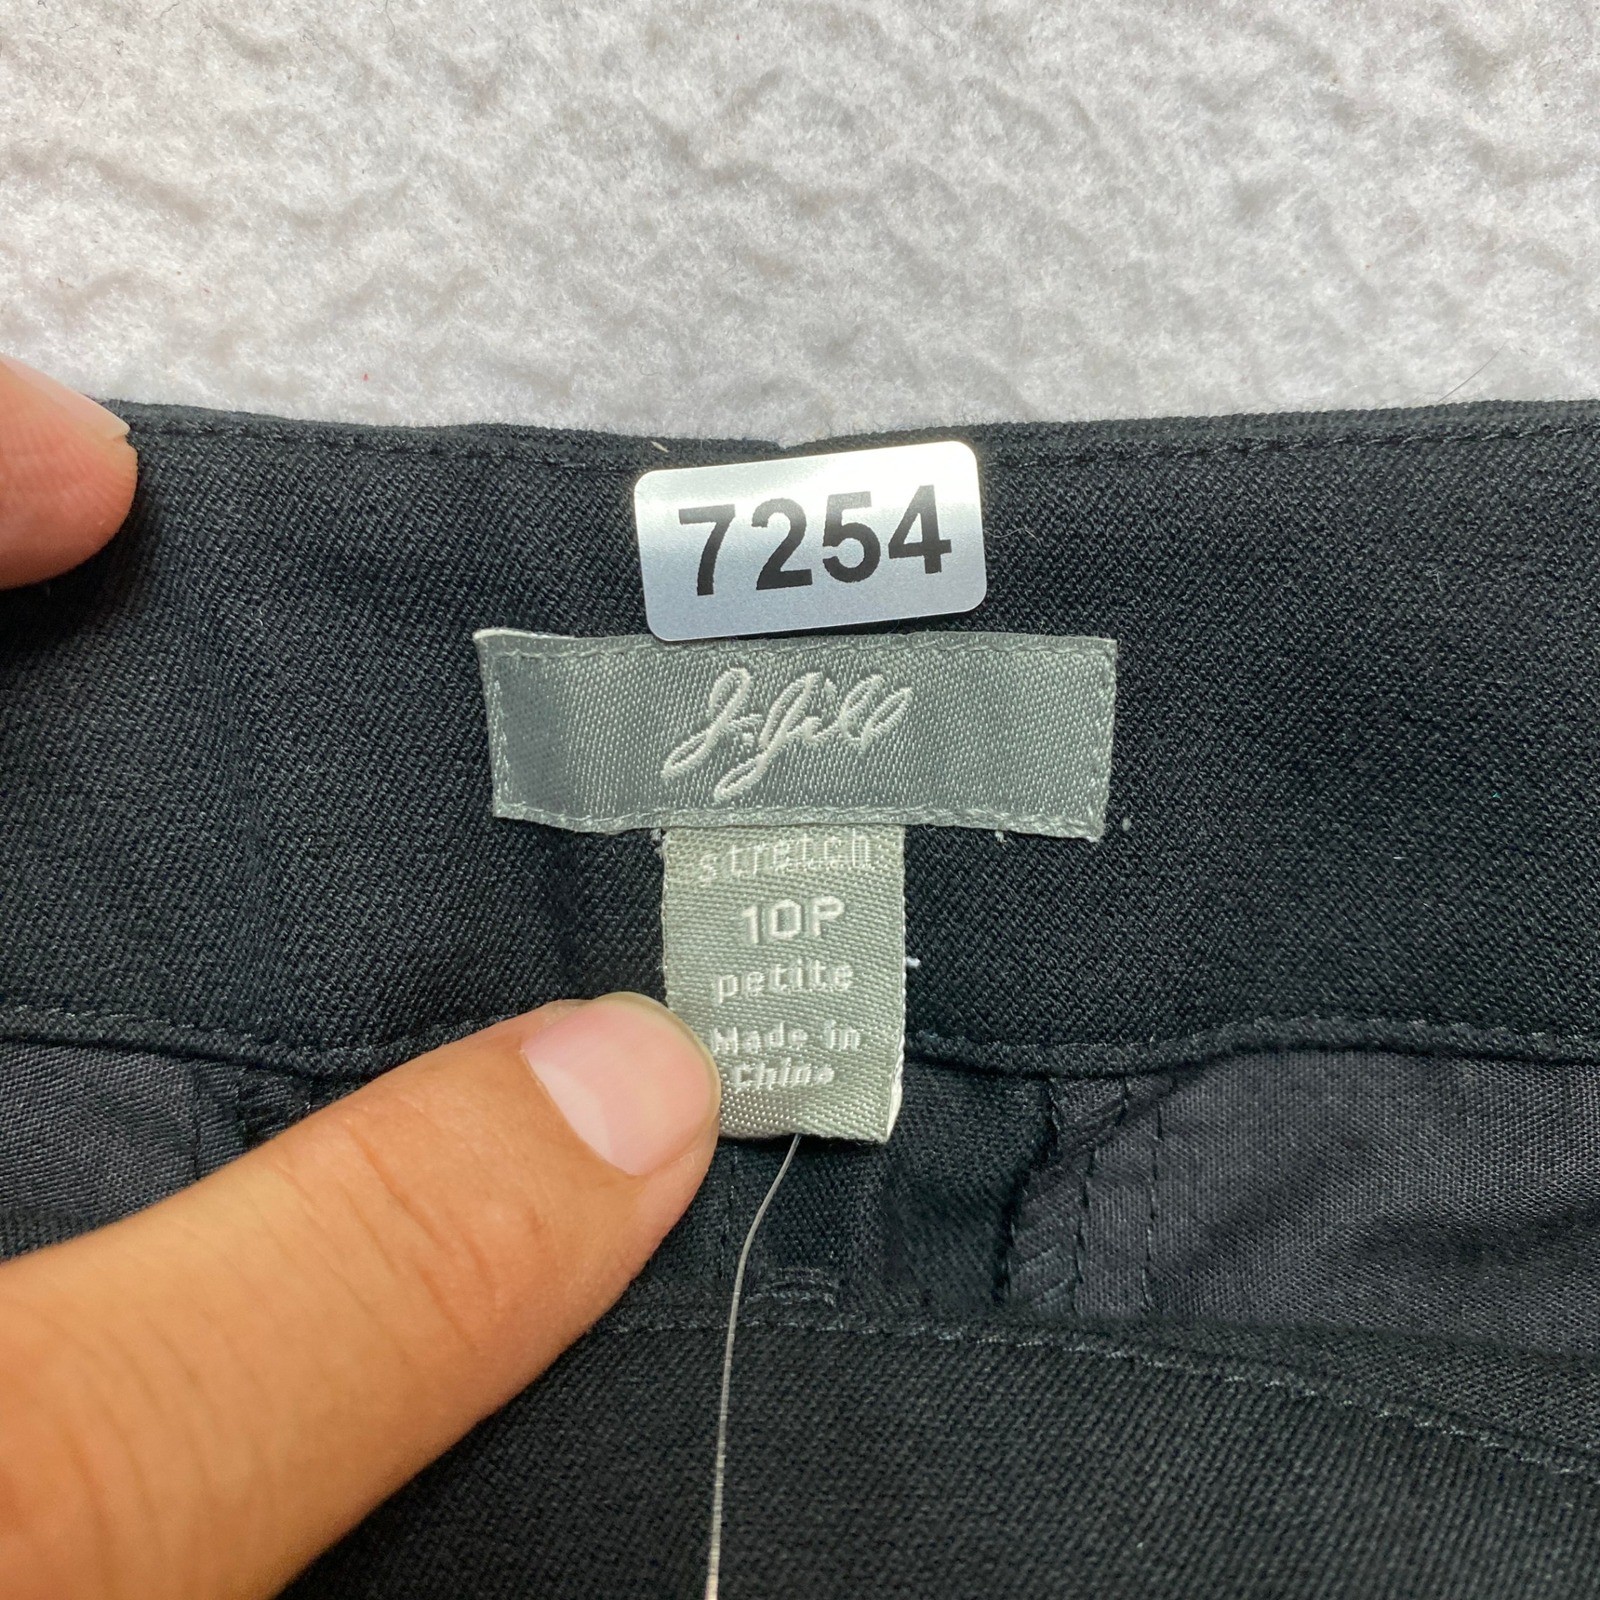 7254
J.Jill
stretch
10P
petite
Made in
China